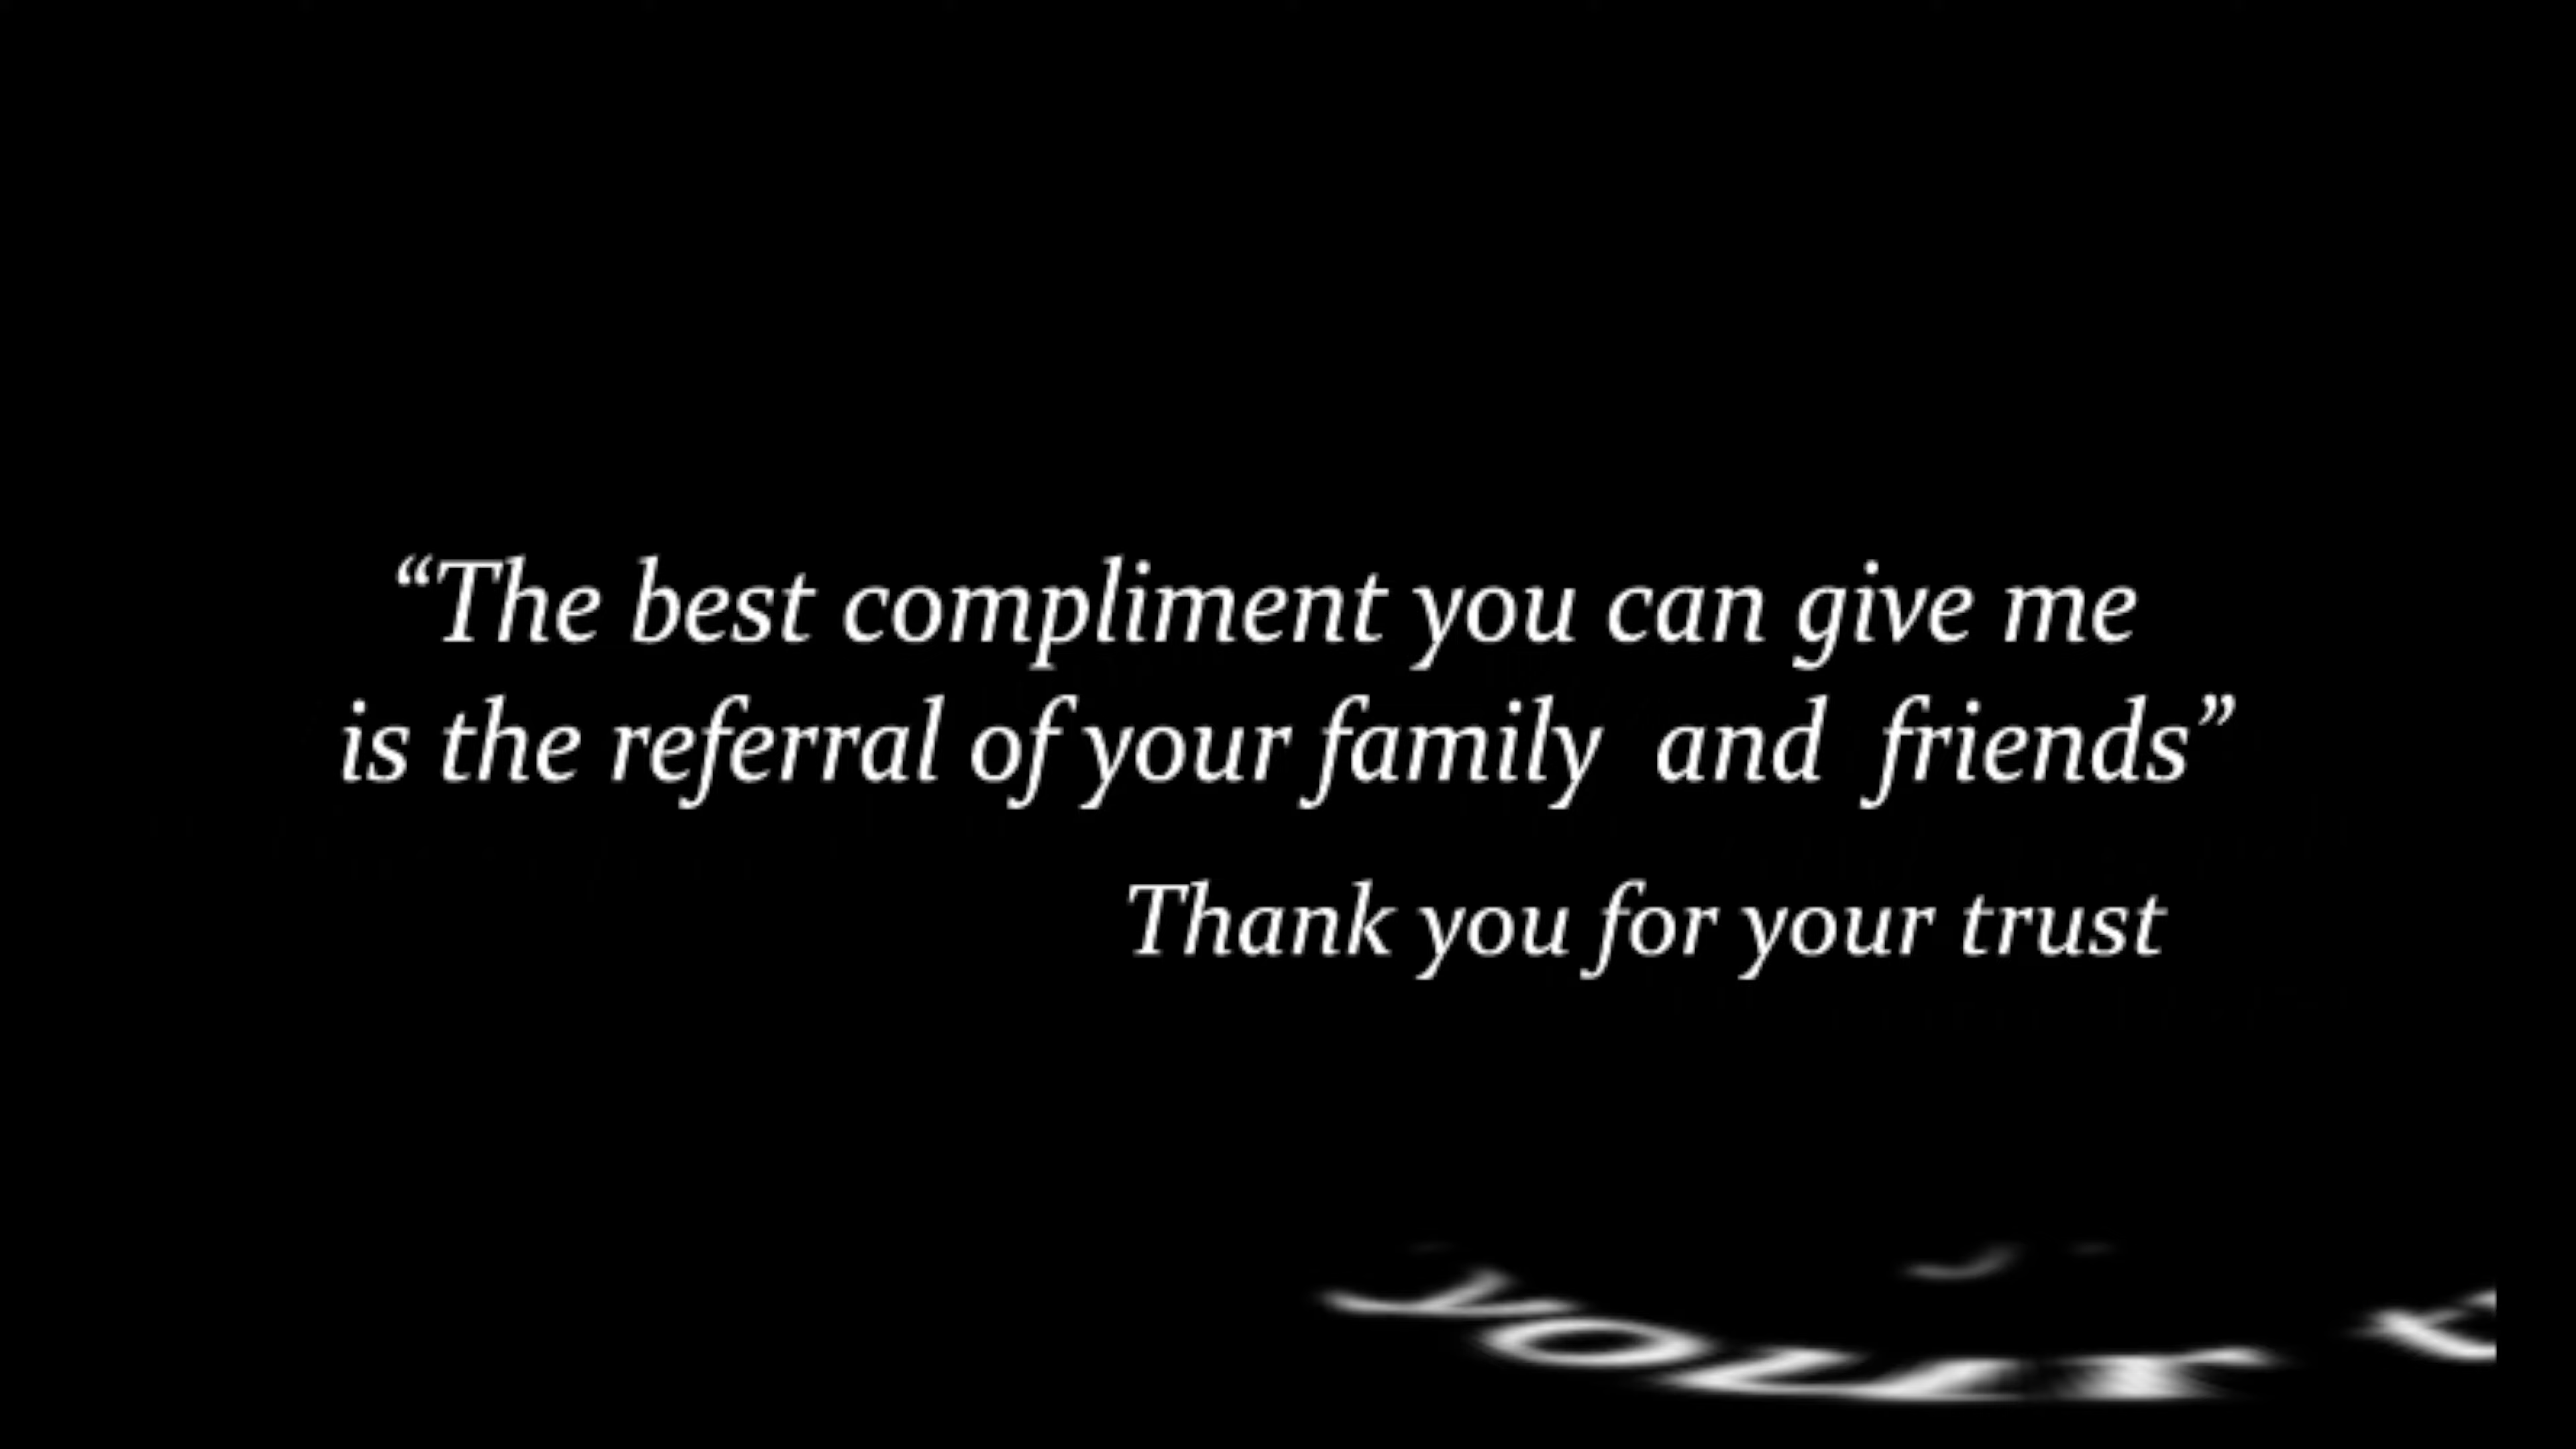 “The best compliment you can give me
is the referral of your family and friends”
Thank you for your trust
your